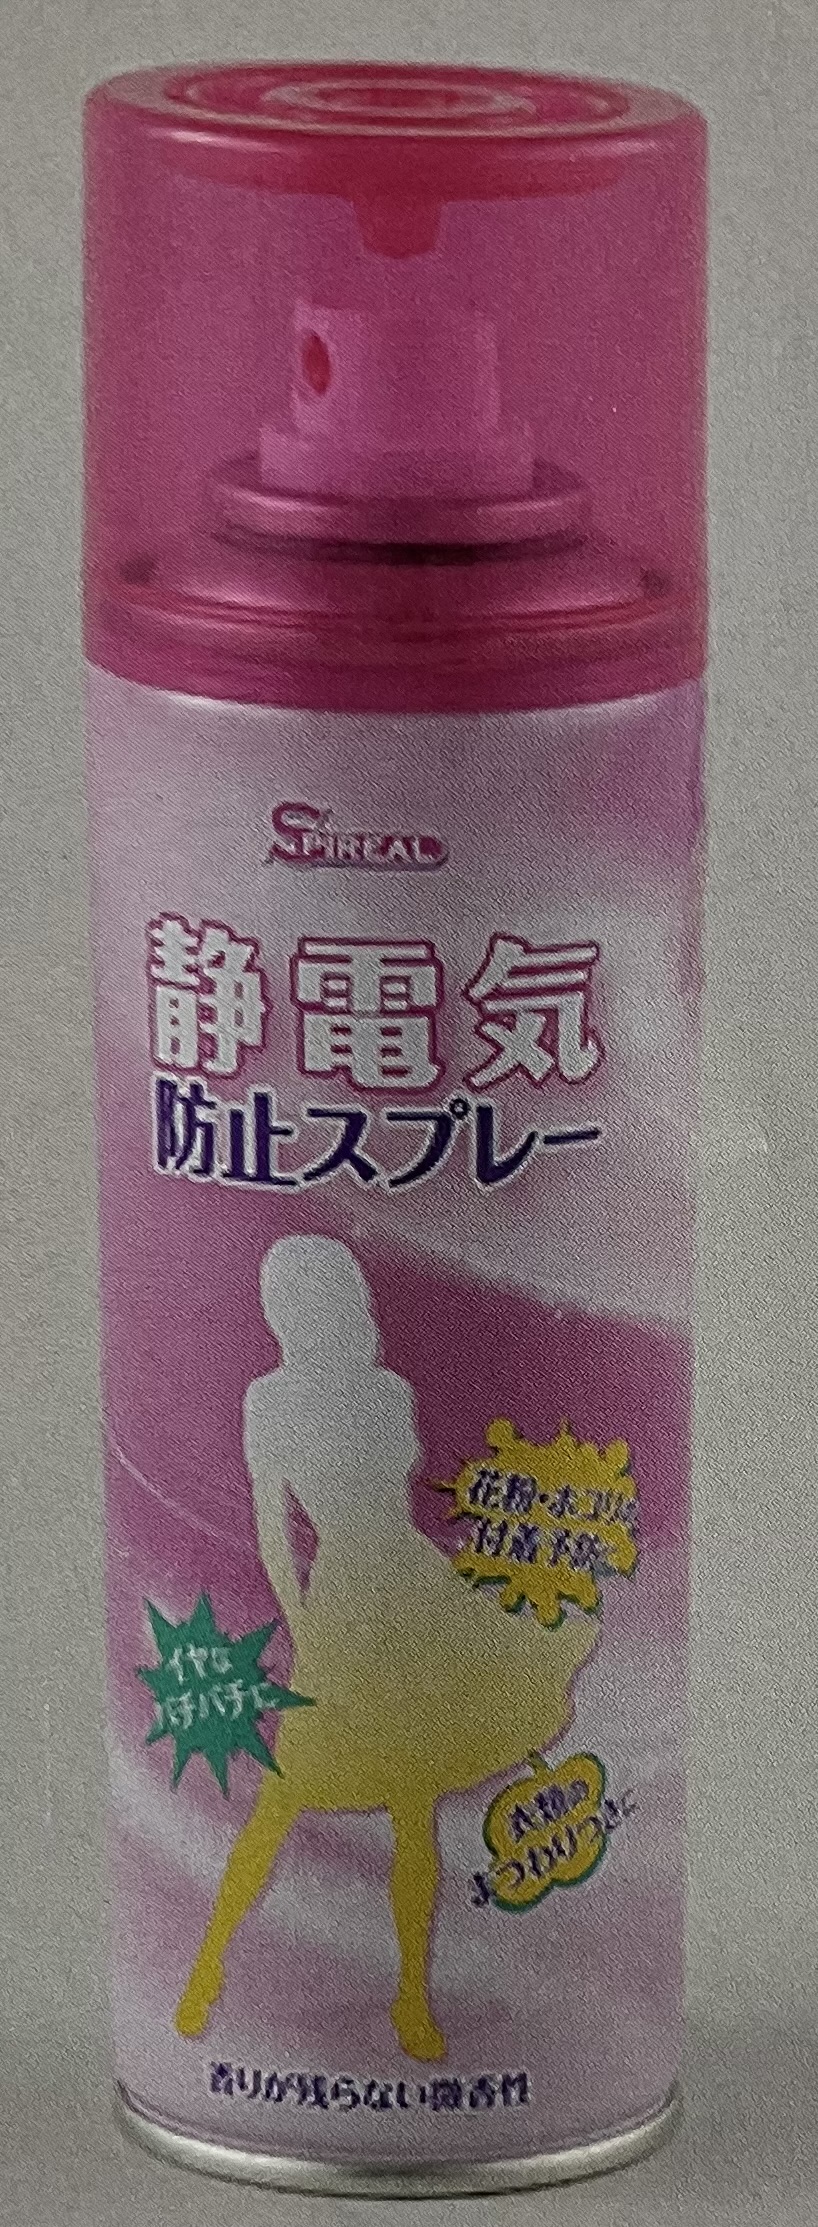 SPIREAL
静電気
防止スプレー
花粉・ホコリの
付着予防に
イヤな
パチパチに
衣類の
まつわりつきに
香りが残らない微香性